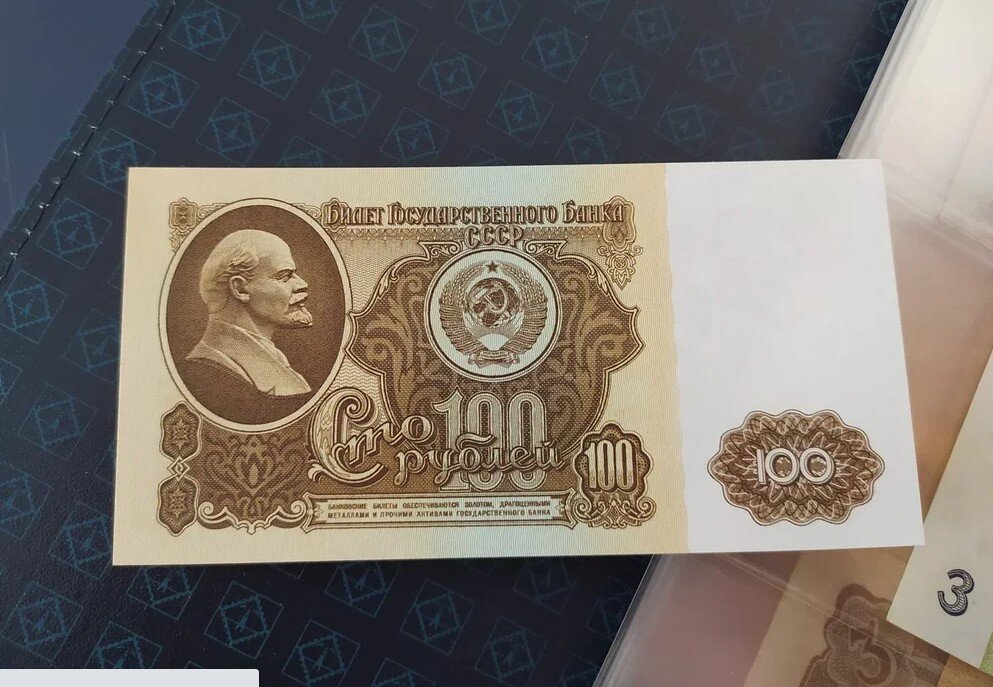 Билет Государственного Банка
СССР
100
Сто
рублей
100
100
БАНКОВСКИЕ БИЛЕТЫ ОБЕСПЕЧИВАЮТСЯ ЗОЛОТОМ, ДРАГОЦЕННЫМИ
МЕТАЛЛАМИ И ПРОЧИМИ АКТИВАМИ ГОСУДАРСТВЕННОГО БАНКА
3
3